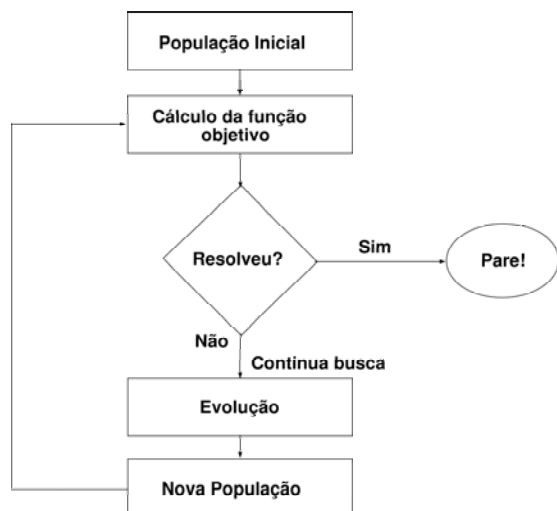 População Inicial
Cálculo da função
objetivo
Resolveu?
Sim
Pare!
Não
Continua busca
Evolução
Nova População